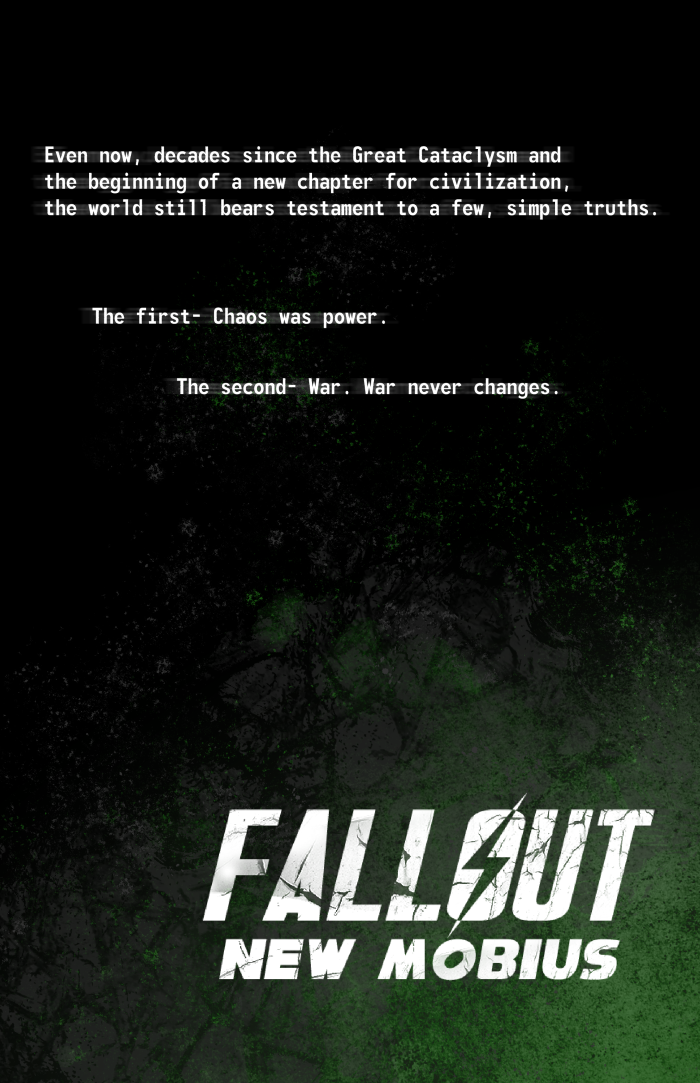 Even now, decades since the Great Cataclysm and
the beginning of a new chapter for civilization,
the world still bears testament to a few, simple truths.
The first- Chaos was power.
The second- War. War never changes.
FALLOUT
NEW MOBIUS